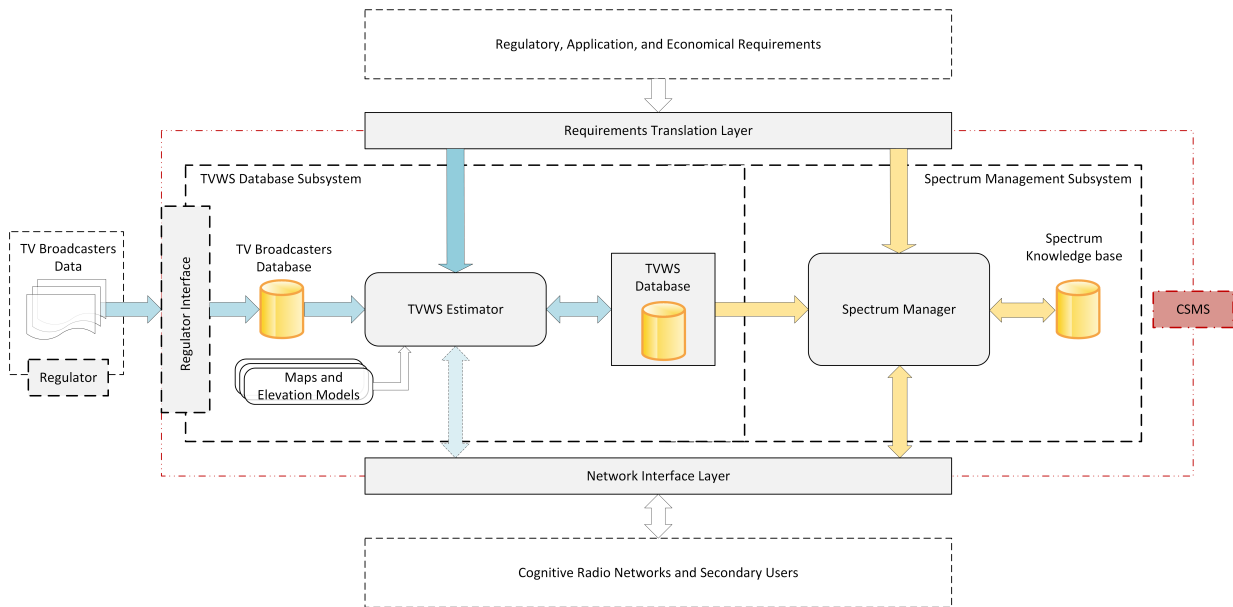 Regulatory, Application, and Economical Requirements
Requirements Translation Layer
TVWS Database Subsystem
Spectrum Management Subsystem
TV Broadcasters
Data
Regulator
Regulator Interface
TV Broadcasters
Database
TVWS Estimator
Maps and
Elevation Models
TVWS
Database
Spectrum Manager
Spectrum
Knowledge base
CSMS
Network Interface Layer
Cognitive Radio Networks and Secondary Users